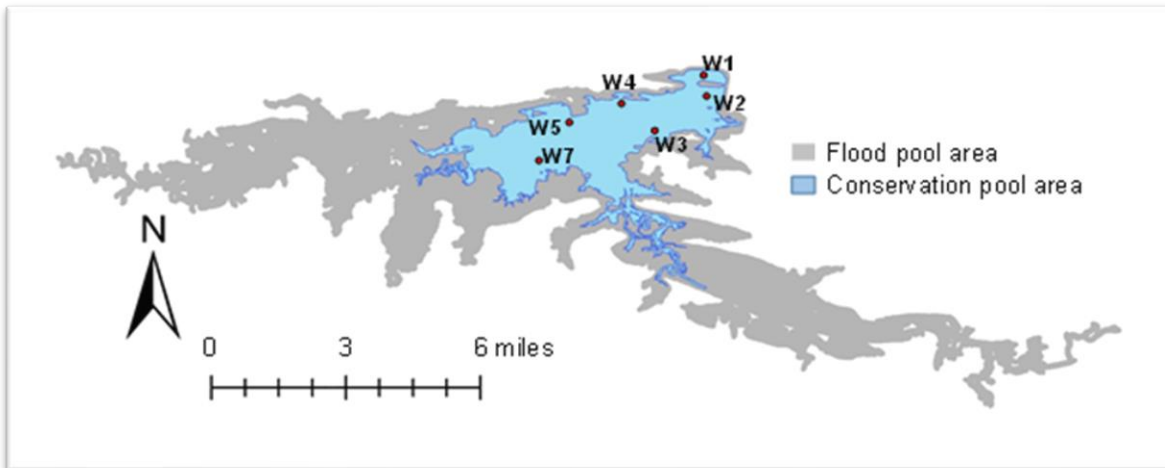 W1
W4
W2
W5
W3
W7
Flood pool area
Conservation pool area
N
0 3 6 miles